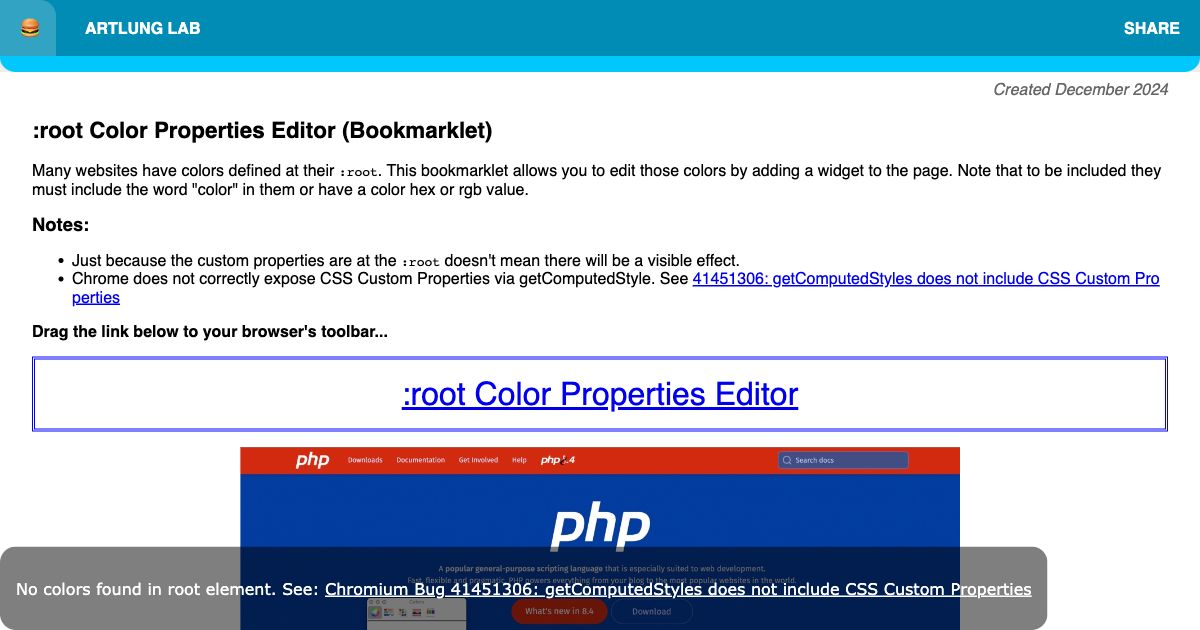 ARTLUNG LAB
SHARE
Created December 2024
:root Color Properties Editor (Bookmarklet)
Many websites have colors defined at their :root. This bookmarklet allows you to edit those colors by adding a widget to the page. Note that to be included they
must include the word "color" in them or have a color hex or rgb value.
Notes:
• Just because the custom properties are at the :root doesn't mean there will be a visible effect.
• Chrome does not correctly expose CSS Custom Properties via getComputedStyle. See 41451306: getComputedStyles does not include CSS Custom Pro
perties
Drag the link below to your browser's toolbar...
:root Color Properties Editor
php
Downloads
Documentation
Get Involved
Help
Search docs
php
A popular general-purpose scripting language that is especially suited to web development.
Fast, flexible and pragmatic, PHP powers everything from your blog to the most popular websites in the world.
No colors found in root element. See: Chromium Bug 41451306: getComputedStyles does not include CSS Custom Properties
What's new in 8.4
Download